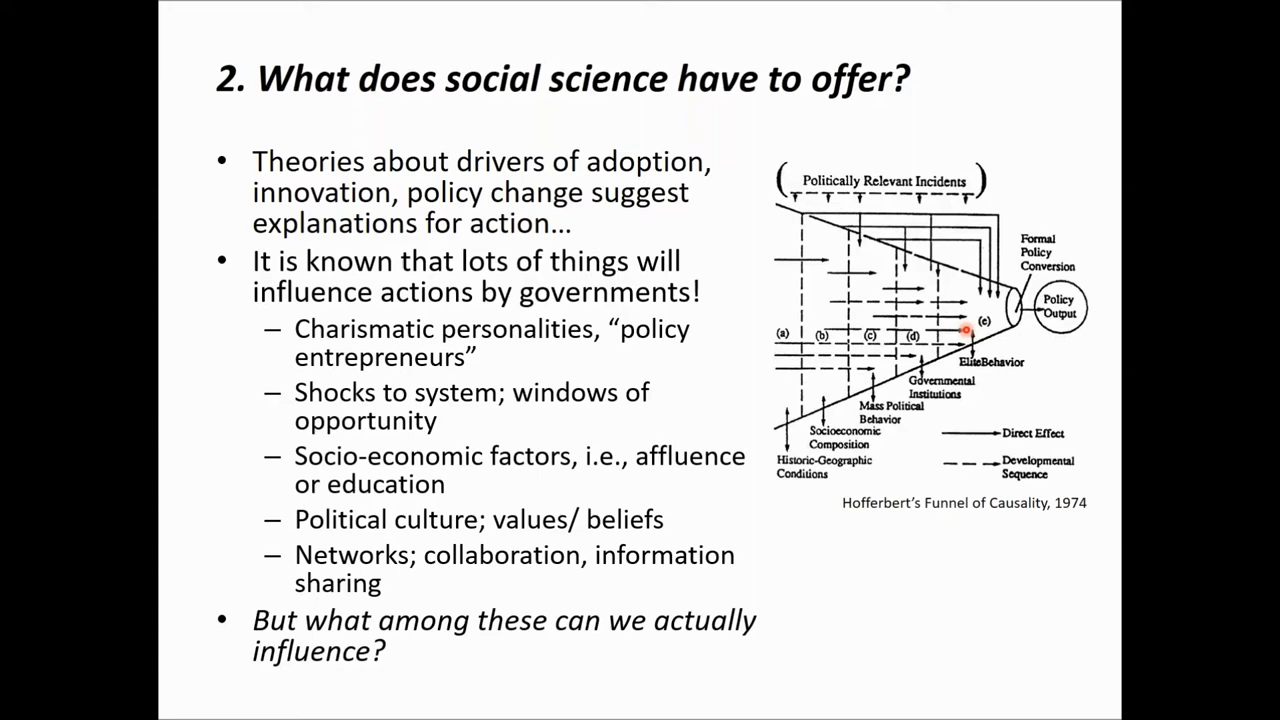 2. What does social science have to offer?
• Theories about drivers of adoption,
innovation, policy change suggest
explanations for action…
• It is known that lots of things will
influence actions by governments!
– Charismatic personalities, “policy
entrepreneurs”
– Shocks to system; windows of
opportunity
– Socio-economic factors, i.e., affluence
or education
– Political culture; values/ beliefs
– Networks; collaboration, information
sharing
• But what among these can we actually
influence?
Politically Relevant Incidents
Formal
Policy
Conversion
Policy
Output
(a)
(b)
(c)
(d)
(e)
Elite Behavior
Governmental
Institutions
Mass Political
Behavior
Socioeconomic
Composition
Historic-Geographic
Conditions
Direct Effect
Developmental
Sequence
Hofferbert’s Funnel of Causality, 1974